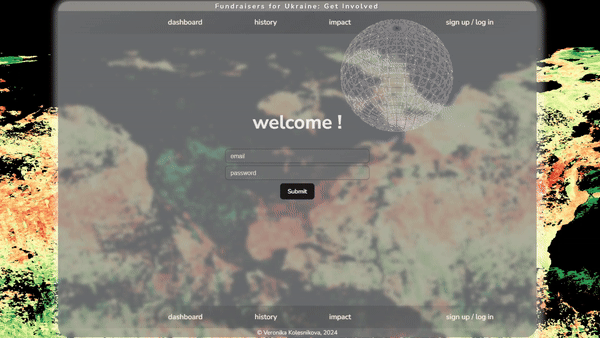 Fundraisers for Ukraine: Get Involved
dashboard history impact sign up / log in
welcome !
email
password
Submit
dashboard history impact sign up / log in
© Veronika Kolesnikova, 2024